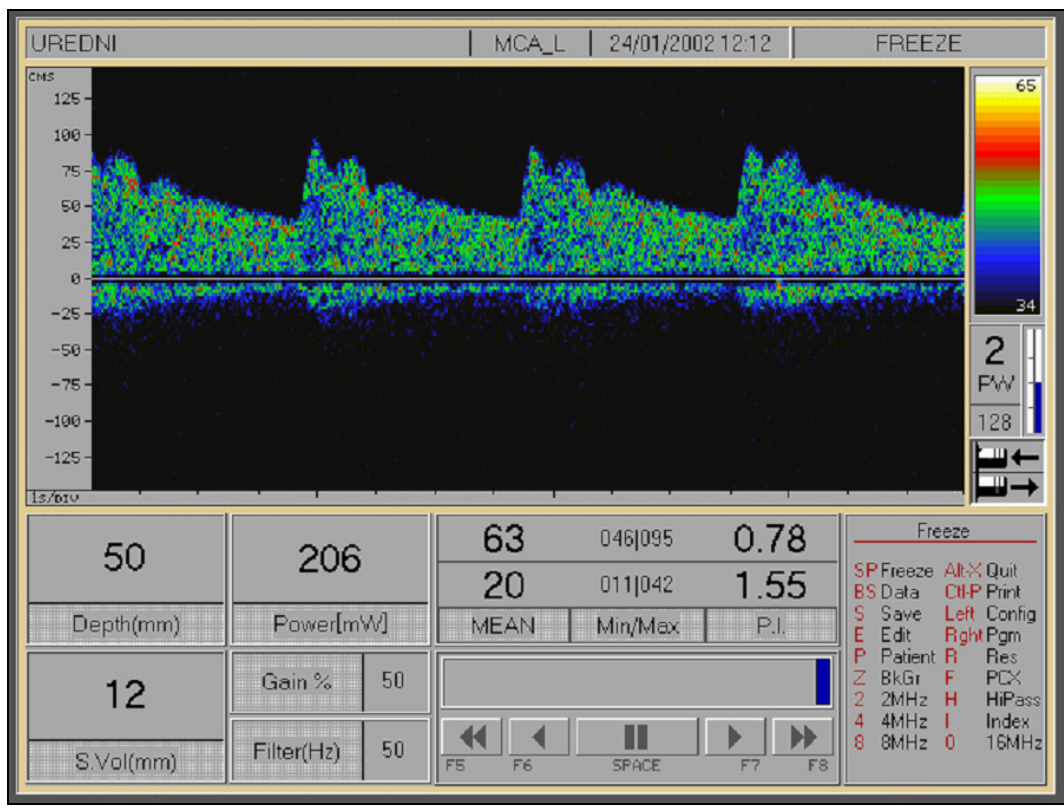 UREDNI MCA_L 24/01/2002 12:12 FREEZE
CMS
125
100
75
50
25
0
-25
-50
-75
-100
-125
1s/DIV
65
34
2
PW
128
50
Depth(mm)
206
Power[mW]
63 046|095 0.78
20 011|042 1.55
MEAN Min/Max P.I.
12
S.Vol(mm)
Gain % 50
Filter(Hz) 50
F5 F6 SPACE F7 F8
Freeze
SP Freeze Alt-X Quit
BS Data Ctl-P Print
S Save Left Config
E Edit Rght Pgm
P Patient R Res
Z BkGr F PCX
2 2MHz H HiPass
4 4MHz I Index
8 8MHz 0 16MHz